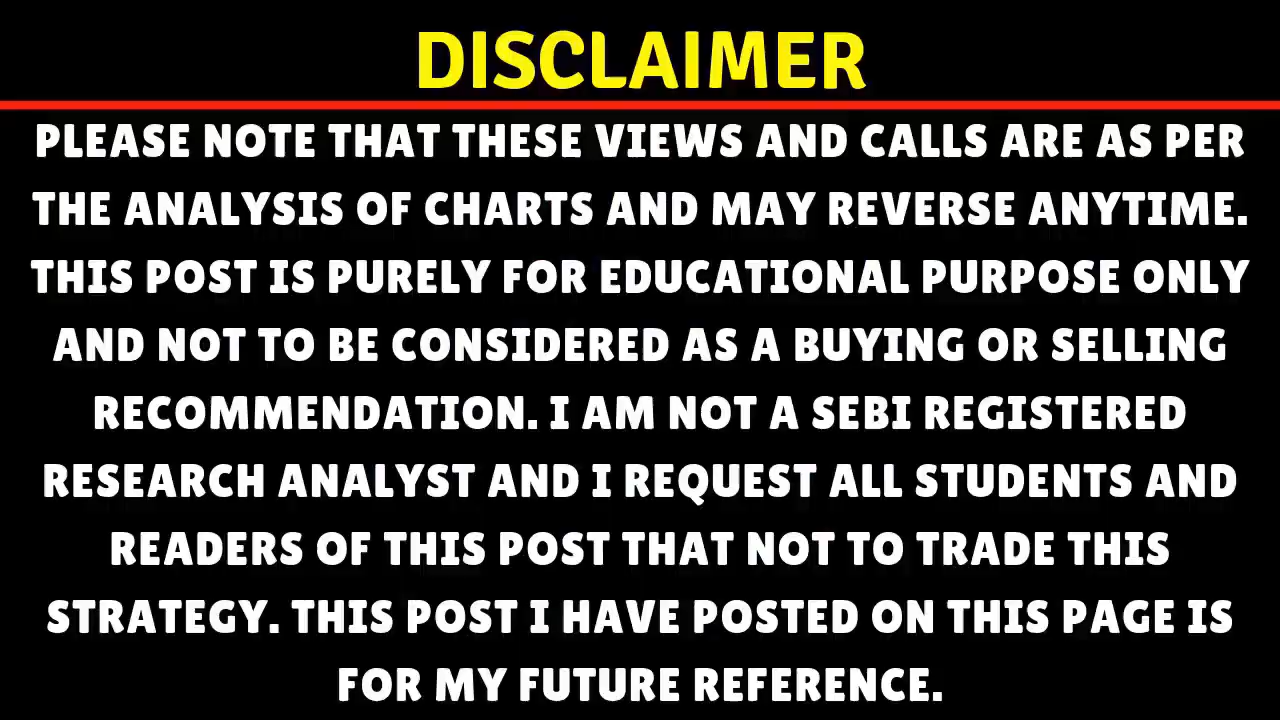 DISCLAIMER
PLEASE NOTE THAT THESE VIEWS AND CALLS ARE AS PER
THE ANALYSIS OF CHARTS AND MAY REVERSE ANYTIME.
THIS POST IS PURELY FOR EDUCATIONAL PURPOSE ONLY
AND NOT TO BE CONSIDERED AS A BUYING OR SELLING
RECOMMENDATION. I AM NOT A SEBI REGISTERED
RESEARCH ANALYST AND I REQUEST ALL STUDENTS AND
READERS OF THIS POST THAT NOT TO TRADE THIS
STRATEGY. THIS POST I HAVE POSTED ON THIS PAGE IS
FOR MY FUTURE REFERENCE.